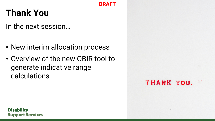 DRAFT
Thank You
In the next session...
• New interim allocation process
• Overview of the new CBIR tool to
generate indicative range
calculations
THANK YOU.
Disability
Support Services